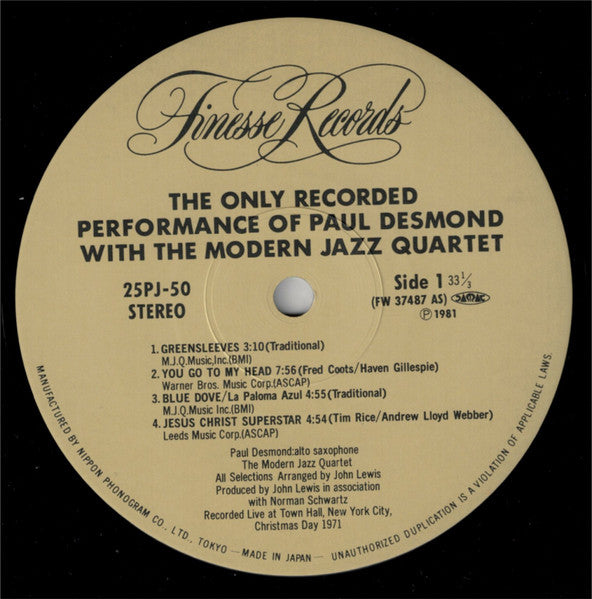 Finesse Records
THE ONLY RECORDED
PERFORMANCE OF PAUL DESMOND
WITH THE MODERN JAZZ QUARTET
25PJ-50
STEREO
Side 1 33⅓
(FW 37487 AS) JASRAC
Ⓟ 1981
1. GREENSLEEVES 3:10(Traditional)
M.J.Q.Music,Inc.(BMI)
2. YOU GO TO MY HEAD 7:56(Fred Coots/Haven Gillespie)
Warner Bros. Music Corp.(ASCAP)
3. BLUE DOVE/La Paloma Azul 4:55(Traditional)
M.J.Q.Music Inc.(BMI)
4. JESUS CHRIST SUPERSTAR 4:54(Tim Rice/Andrew Lloyd Webber)
Leeds Music Corp.(ASCAP)
Paul Desmond:alto saxophone
The Modern Jazz Quartet
All Selections Arranged by John Lewis
Produced by John Lewis in association
with Norman Schwartz
Recorded Live at Town Hall, New York City,
Christmas Day 1971
MANUFACTURED BY NIPPON PHONOGRAM CO., LTD., TOKYO — MADE IN JAPAN — UNAUTHORIZED DUPLICATION IS A VIOLATION OF APPLICABLE LAWS.